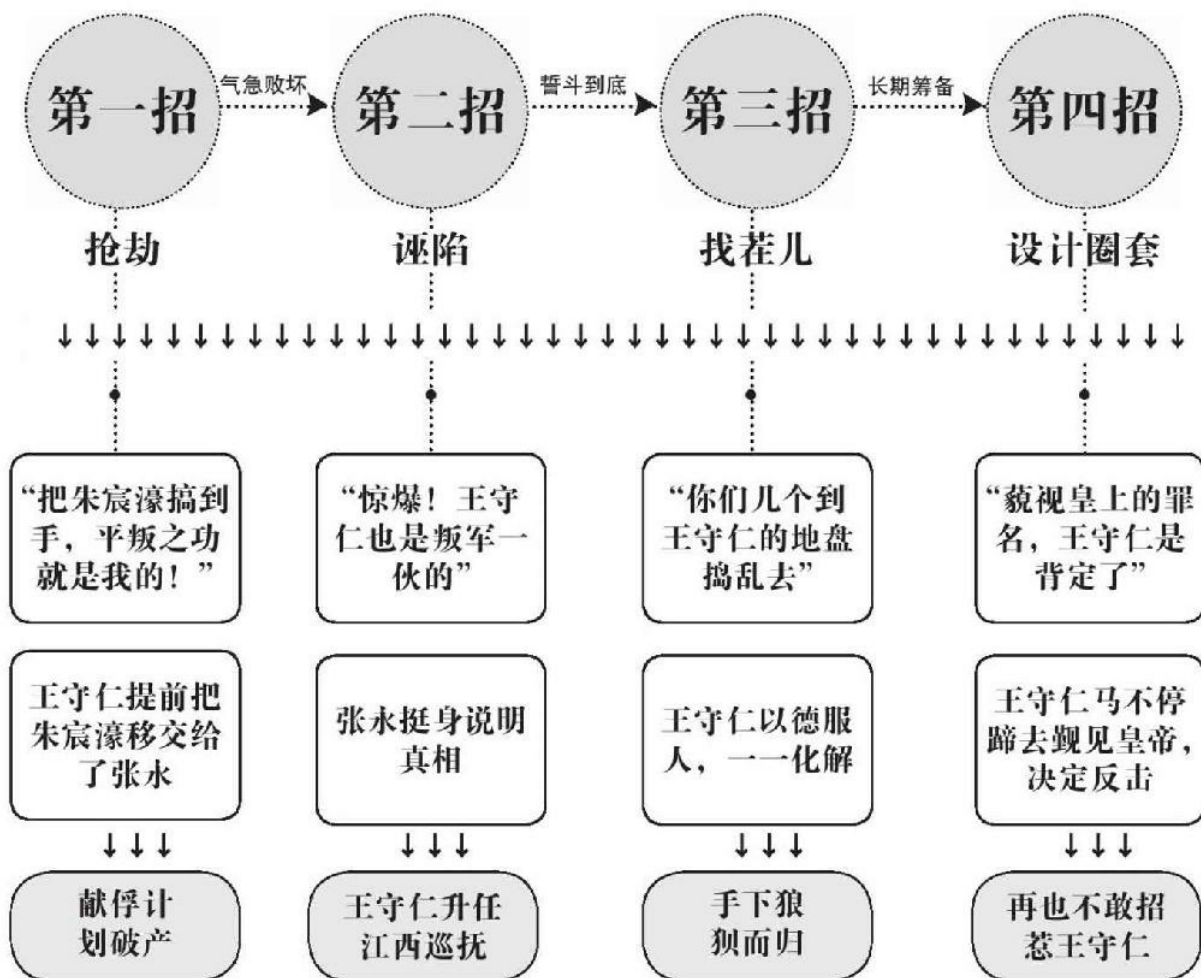 第一招
气急败坏
第二招
誓斗到底
第三招
长期筹备
第四招
抢劫
诬陷
找茬儿
设计圈套
“把朱宸濠搞到
手，平叛之功
就是我的！”
“惊爆！王守
仁也是叛军一
伙的”
“你们几个到
王守仁的地盘
捣乱去”
“藐视皇上的罪
名，王守仁是
背定了”
王守仁提前把
朱宸濠移交给
了张永
张永挺身说明
真相
王守仁以德服
人，一一化解
王守仁马不停
蹄去觐见皇帝，
决定反击
献俘计
划破产
王守仁升任
江西巡抚
手下狼
狈而归
再也不敢招
惹王守仁